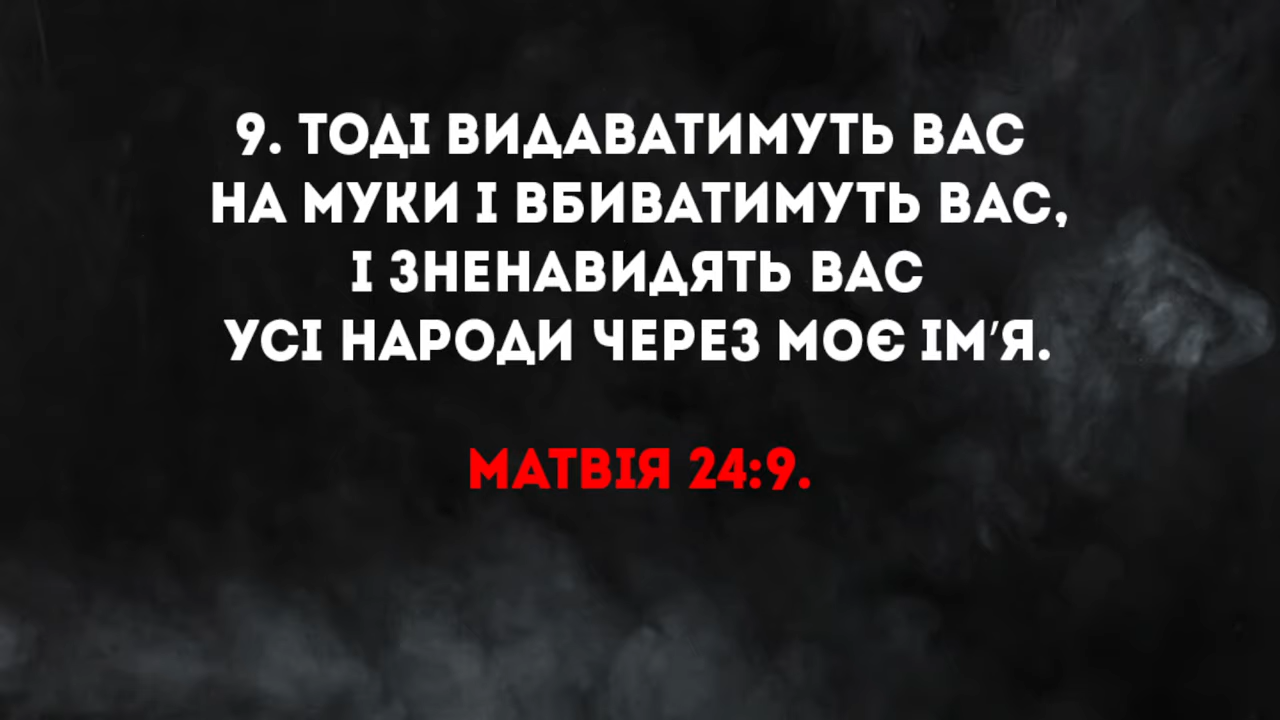 9. ТОДІ ВИДАВАТИМУТЬ ВАС
НА МУКИ І ВБИВАТИМУТЬ ВАС,
І ЗНЕНАВИДЯТЬ ВАС
УСІ НАРОДИ ЧЕРЕЗ МОЄ ІМ'Я.
МАТВІЯ 24:9.